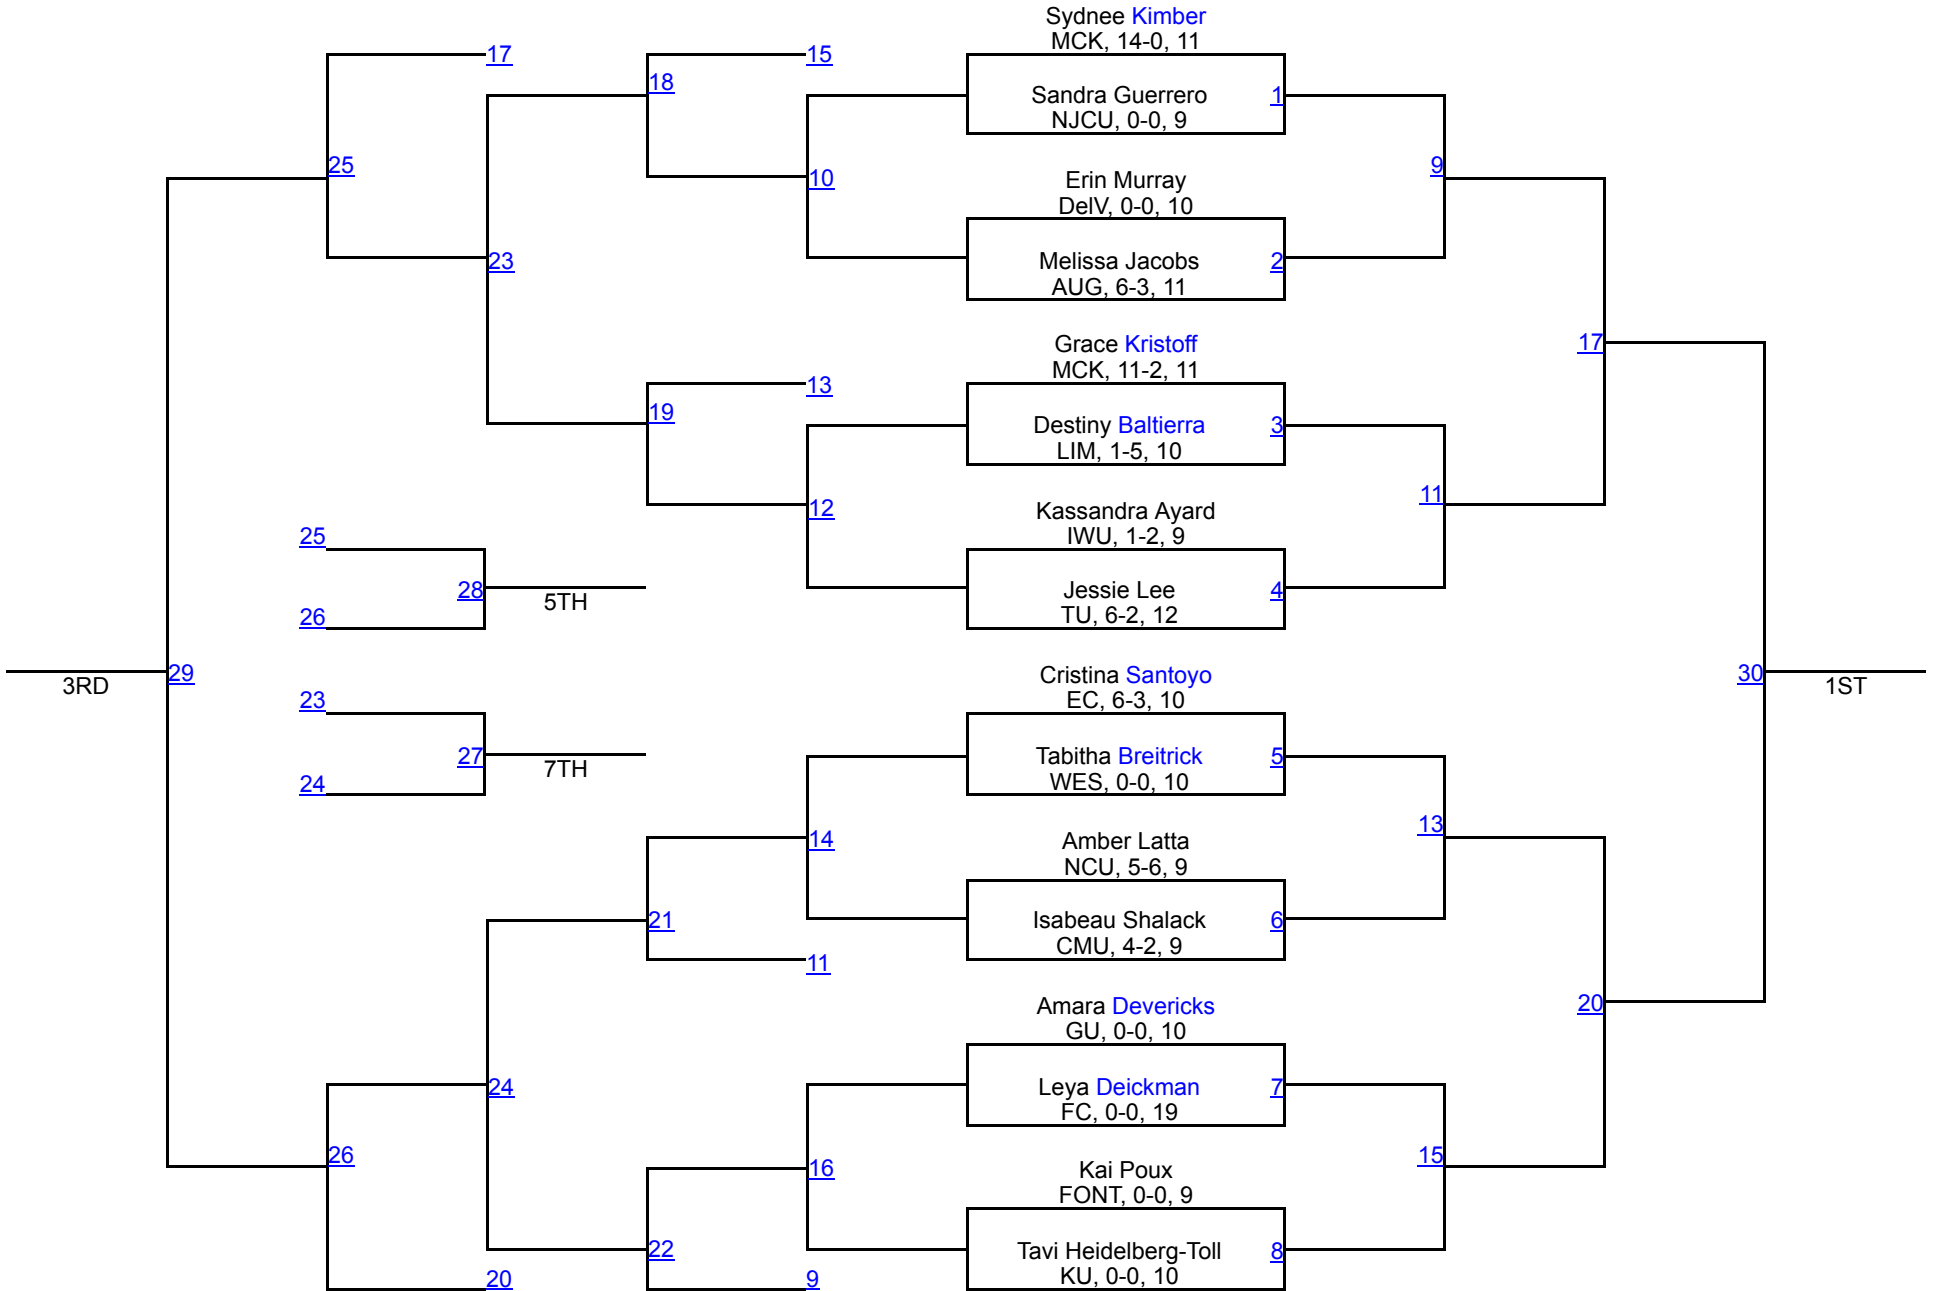 Sydnee Kimber
MCK, 14-0, 11
17
15
18
Sandra Guerrero
NJCU, 0-0, 9
1
25
10
Erin Murray
DelV, 0-0, 10
9
23
Melissa Jacobs
AUG, 6-3, 11
2
Grace Kristoff
MCK, 11-2, 11
17
13
19
Destiny Baltierra
LIM, 1-5, 10
3
12
Kassandra Ayard
IWU, 1-2, 9
11
25
28
5TH
26
Jessie Lee
TU, 6-2, 12
4
3RD
29
Cristina Santoyo
EC, 6-3, 10
30
1ST
23
27
7TH
24
Tabitha Breitrick
WES, 0-0, 10
5
14
Amber Latta
NCU, 5-6, 9
13
21
Isabeau Shalack
CMU, 4-2, 9
6
11
Amara Devericks
GU, 0-0, 10
20
24
Leya Deickman
FC, 0-0, 19
7
26
16
Kai Poux
FONT, 0-0, 9
15
22
Tavi Heidelberg-Toll
KU, 0-0, 10
8
20
9